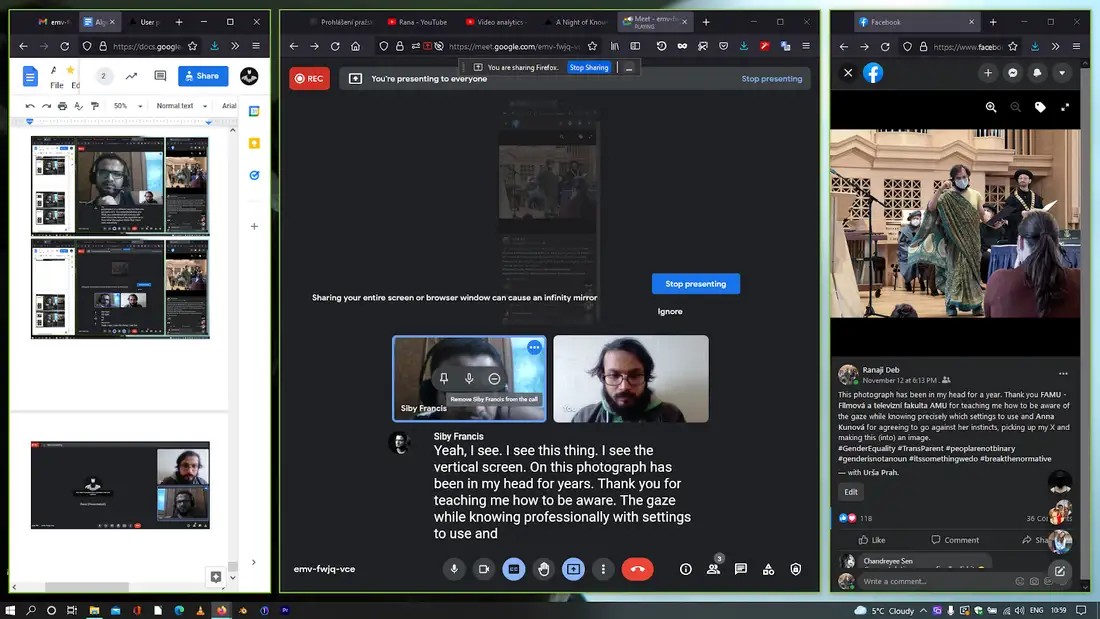 emv-fw
Alg
User p
https://docs.google.
A
File
Ed
2
Share
50%
Normal text
Arial
Prohlášení pražsk
Rana - YouTube
Video analytics -
A Night of Know
Meet - emv-f
PLAYING
https://meet.google.com/emv-fwjq-vc
You are sharing Firefox.
Stop Sharing
REC
You're presenting to everyone
Stop presenting
Sharing your entire screen or browser window can cause an infinity mirror
Stop presenting
Ignore
Remove Siby Francis from the call
Siby Francis
You
Siby Francis
Yeah, I see. I see this thing. I see the
vertical screen. On this photograph has
been in my head for years. Thank you for
teaching me how to be aware. The gaze
while knowing professionally with settings
to use and
emv-fwjq-vce
3
Facebook
https://www.facebo
Ranaji Deb
November 12 at 6:13 PM
This photograph has been in my head for a year. Thank you FAMU -
Filmová a televizní fakulta AMU for teaching me how to be aware of
the gaze while knowing precisely which settings to use and Anna
Kunová for agreeing to go against her instincts, picking up my X and
making this (into) an image.
#GenderEquality #TransParent #peoplarenotbinary
#genderisnotanoun #itssomethingwedo #breakthenormative
— with Urša Prah.
Edit
118
36 Co
Like
Comment
Sha
Chandreyee Sen
Write a comment...
5°C Cloudy
ENG
10:59